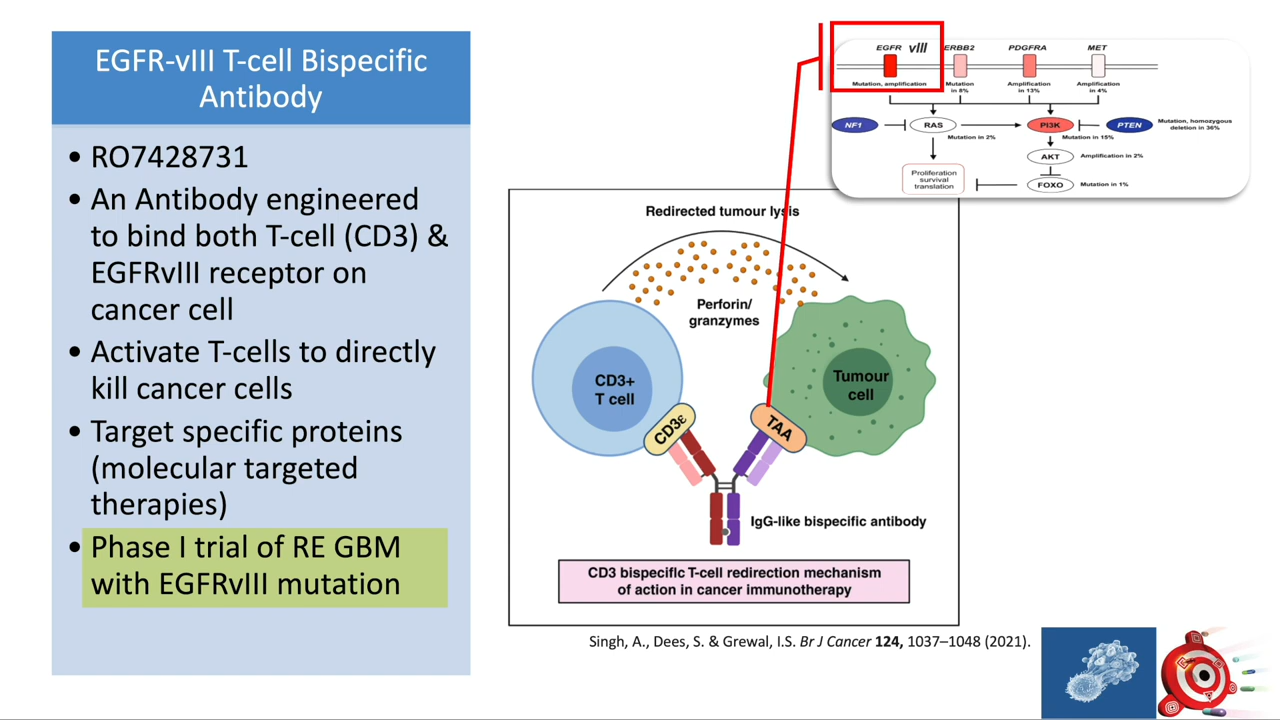 EGFR-vIII T-cell Bispecific
Antibody
• RO7428731
• An Antibody engineered
to bind both T-cell (CD3) &
EGFRvIII receptor on
cancer cell
• Activate T-cells to directly
kill cancer cells
• Target specific proteins
(molecular targeted
therapies)
• Phase I trial of RE GBM
with EGFRvIII mutation
EGFR vIII ERBB2 PDGFRA MET
Mutation, amplification
Mutation
in 8%
Amplification
in 13%
Amplification
in 4%
NF1
RAS
PI3K
PTEN
Mutation, homozygous
deletion in 36%
Mutation in 2%
Mutation in 15%
AKT
Amplification in 2%
Proliferation
survival
translation
FOXO
Mutation in 1%
Redirected tumour lysis
Perforin/
granzymes
CD3+
T cell
Tumour
cell
CD3ε
TAA
IgG-like bispecific antibody
CD3 bispecific T-cell redirection mechanism
of action in cancer immunotherapy
Singh, A., Dees, S. & Grewal, I.S. Br J Cancer 124, 1037–1048 (2021).